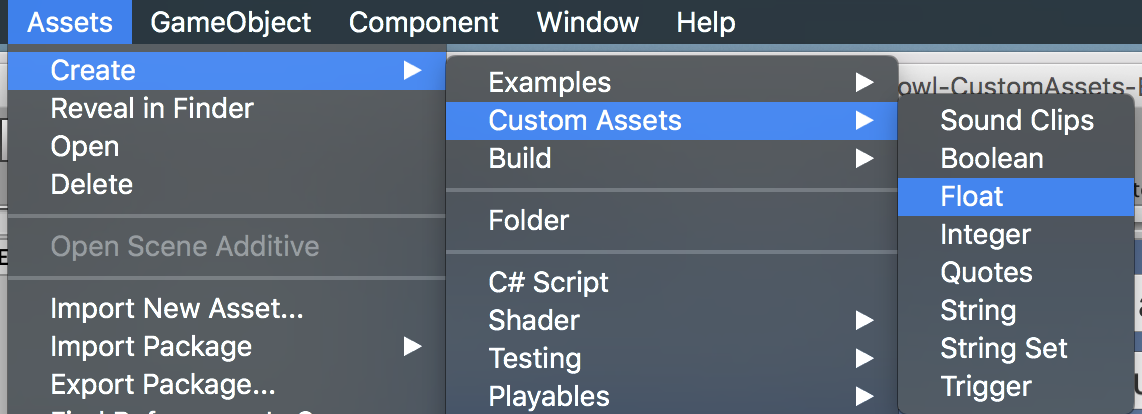 Assets GameObject Component Window Help
Create
Reveal in Finder
Open
Delete
Open Scene Additive
Import New Asset...
Import Package
Export Package...
Examples
Custom Assets
Build
Folder
C# Script
Shader
Testing
Playables
owl-CustomAssets-
Sound Clips
Boolean
Float
Integer
Quotes
String
String Set
Trigger